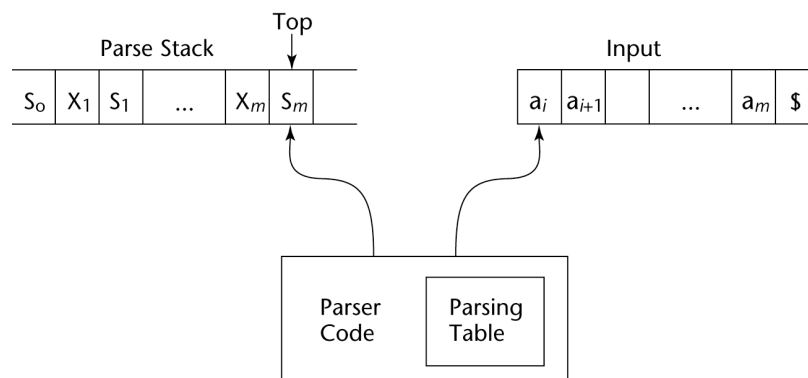 Top
Parse Stack
Input
S₀ X₁ S₁ ... Xₘ Sₘ
aᵢ aᵢ₊₁ ... aₘ $
Parser
Code
Parsing
Table